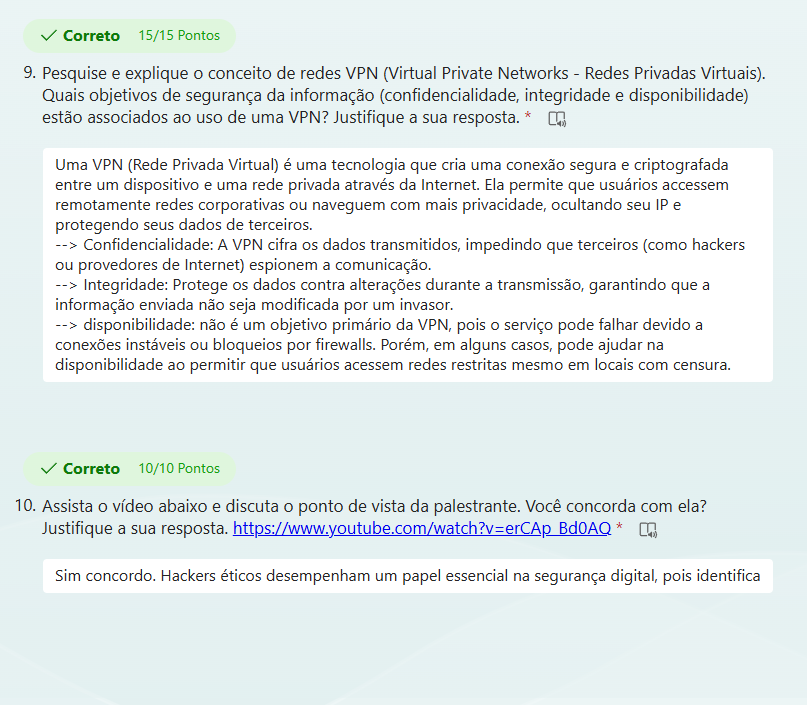 Correto 15/15 Pontos
9. Pesquise e explique o conceito de redes VPN (Virtual Private Networks - Redes Privadas Virtuais).
Quais objetivos de segurança da informação (confidencialidade, integridade e disponibilidade)
estão associados ao uso de uma VPN? Justifique a sua resposta. *
Uma VPN (Rede Privada Virtual) é uma tecnologia que cria uma conexão segura e criptografada
entre um dispositivo e uma rede privada através da Internet. Ela permite que usuários accessem
remotamente redes corporativas ou naveguem com mais privacidade, ocultando seu IP e
protegendo seus dados de terceiros.
--> Confidencialidade: A VPN cifra os dados transmitidos, impedindo que terceiros (como hackers
ou provedores de Internet) espionem a comunicação.
--> Integridade: Protege os dados contra alterações durante a transmissão, garantindo que a
informação enviada não seja modificada por um invasor.
--> disponibilidade: não é um objetivo primário da VPN, pois o serviço pode falhar devido a
conexões instáveis ou bloqueios por firewalls. Porém, em alguns casos, pode ajudar na
disponibilidade ao permitir que usuários acessem redes restritas mesmo em locais com censura.
Correto 10/10 Pontos
10. Assista o vídeo abaixo e discuta o ponto de vista da palestrante. Você concorda com ela?
Justifique a sua resposta. https://www.youtube.com/watch?v=erCAp_Bd0AQ *
Sim concordo. Hackers éticos desempenham um papel essencial na segurança digital, pois identifica